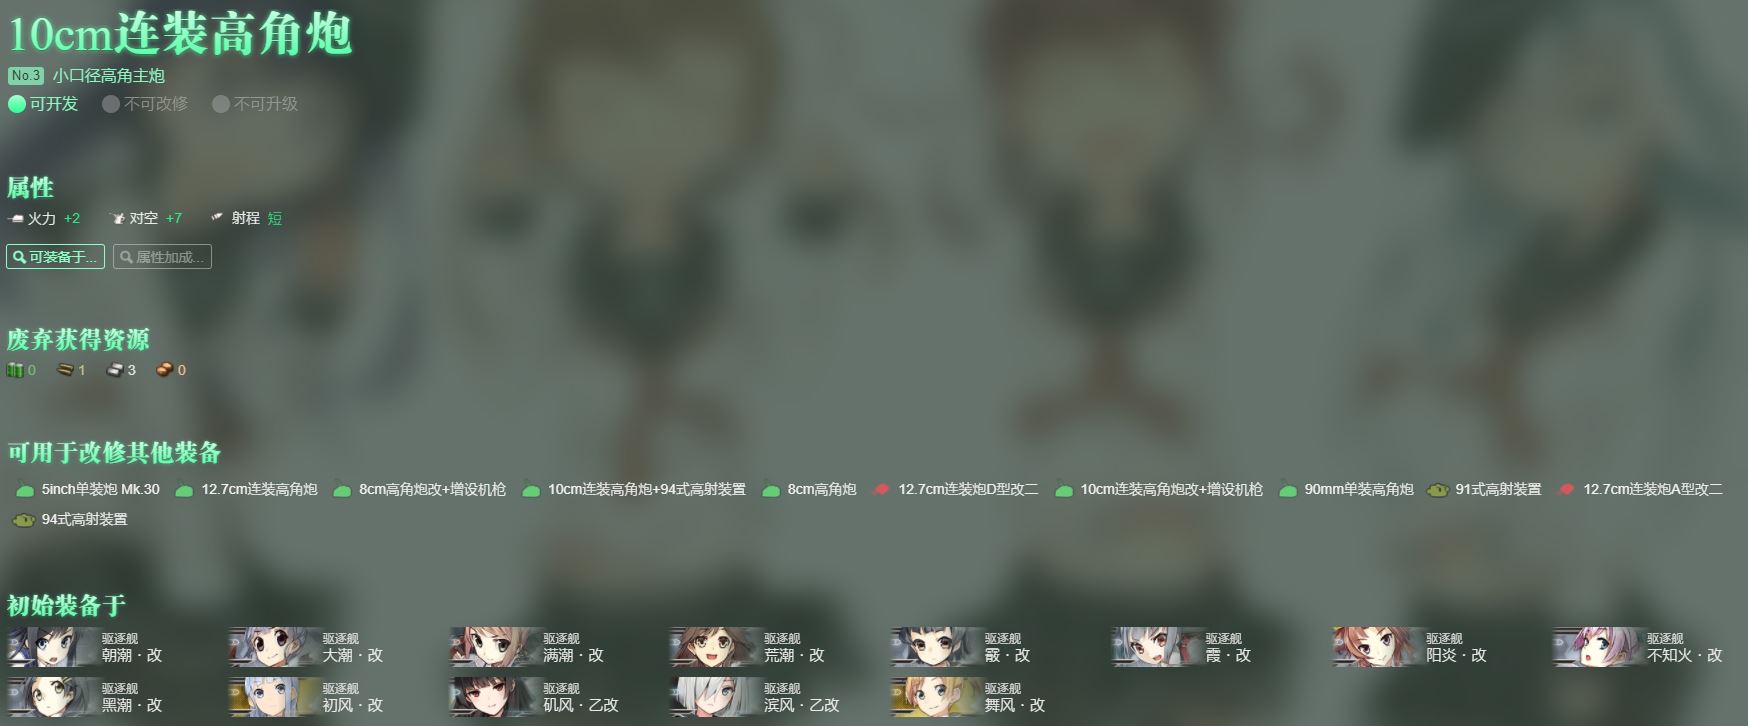 10cm连装高角炮
No.3 小口径高角主炮
可开发 不可改修 不可升级
属性
火力 +2 对空 +7 射程 短
可装备于... 属性加成...
废弃获得资源
0 1 3 0
可用于改修其他装备
5inch单装炮 Mk.30 12.7cm连装高角炮 8cm高角炮改+增设机枪 10cm连装高角炮+94式高射装置 8cm高角炮 12.7cm连装炮D型改二 10cm连装高角炮改+增设机枪 90mm单装高角炮 91式高射装置 12.7cm连装炮A型改二
94式高射装置
初始装备于
驱逐舰 驱逐舰 驱逐舰 驱逐舰 驱逐舰 驱逐舰 驱逐舰 驱逐舰
朝潮・改 大潮・改 满潮・改 荒潮・改 霰・改 霞・改 阳炎・改 不知火・改
驱逐舰 驱逐舰 驱逐舰 驱逐舰 驱逐舰
黑潮・改 初风・改 矶风・乙改 滨风・乙改 舞风・改